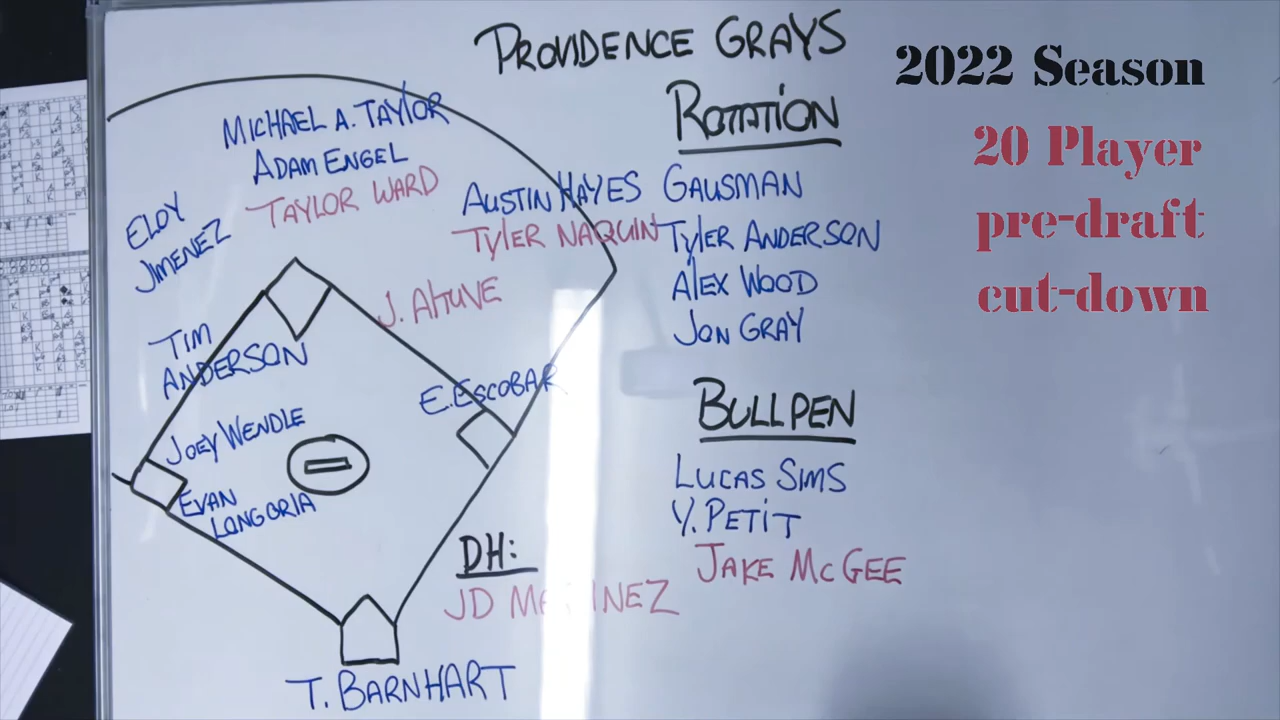 PROVIDENCE GRAYS
2022 Season
20 Player
pre-draft
cut-down
MICHAEL A. TAYLOR
ADAM ENGEL
TAYLOR WARD
ELOY
JIMENEZ
AUSTIN HAYES
TYLER NAQUIN
J. AlTUVE
TIM
ANDERSON
E. ESCOBAR
JOEY WENDLE
EVAN
LONGORIA
DH:
JD MARTINEZ
T. BARNHART
ROTATION
GAUSMAN
TYLER ANDERSON
ALEX WOOD
JON GRAY
BULLPEN
LUCAS SIMS
Y. PETIT
JAKE McGEE